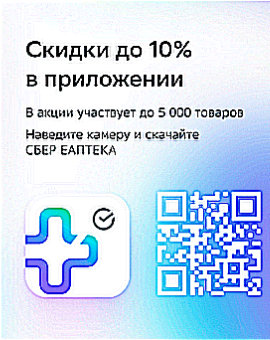 Скидки до 10%
в приложении
В акции участвует до 5 000 товаров
Наведите камеру и скачайте
СБЕР ЕАПТЕКА